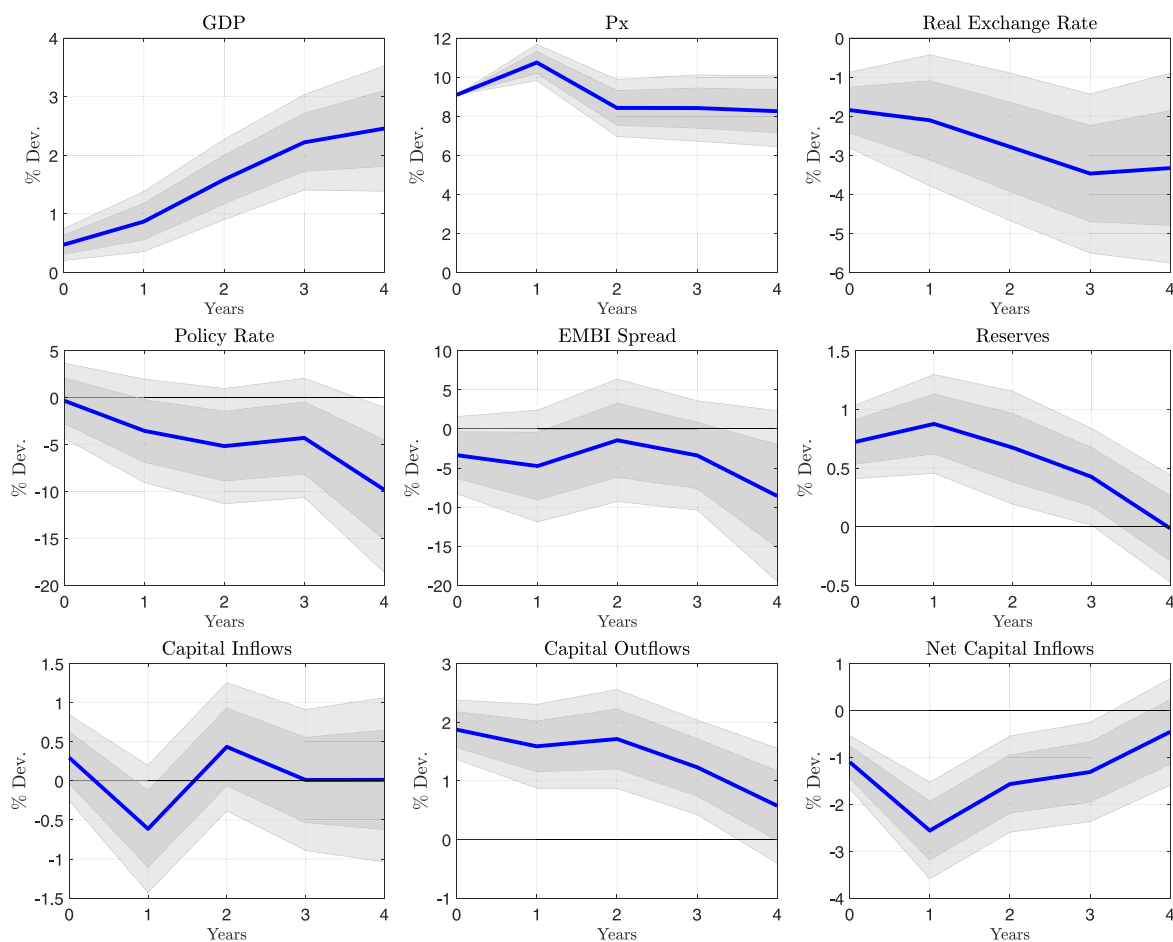 GDP
Px
Real Exchange Rate
% Dev.
4
3
2
1
0
0 1 2 3 4
Years
% Dev.
12
10
8
6
4
2
0
0 1 2 3 4
Years
% Dev.
0
-1
-2
-3
-4
-5
-6
0 1 2 3 4
Years
Policy Rate
EMBI Spread
Reserves
% Dev.
5
0
-5
-10
-15
-20
0 1 2 3 4
Years
% Dev.
10
5
0
-5
-10
-15
-20
0 1 2 3 4
Years
% Dev.
1.5
1
0.5
0
-0.5
0 1 2 3 4
Years
Capital Inflows
Capital Outflows
Net Capital Inflows
% Dev.
1.5
1
0.5
0
-0.5
-1
-1.5
0 1 2 3 4
Years
% Dev.
3
2
1
0
-1
0 1 2 3 4
Years
% Dev.
1
0
-1
-2
-3
-4
0 1 2 3 4
Years